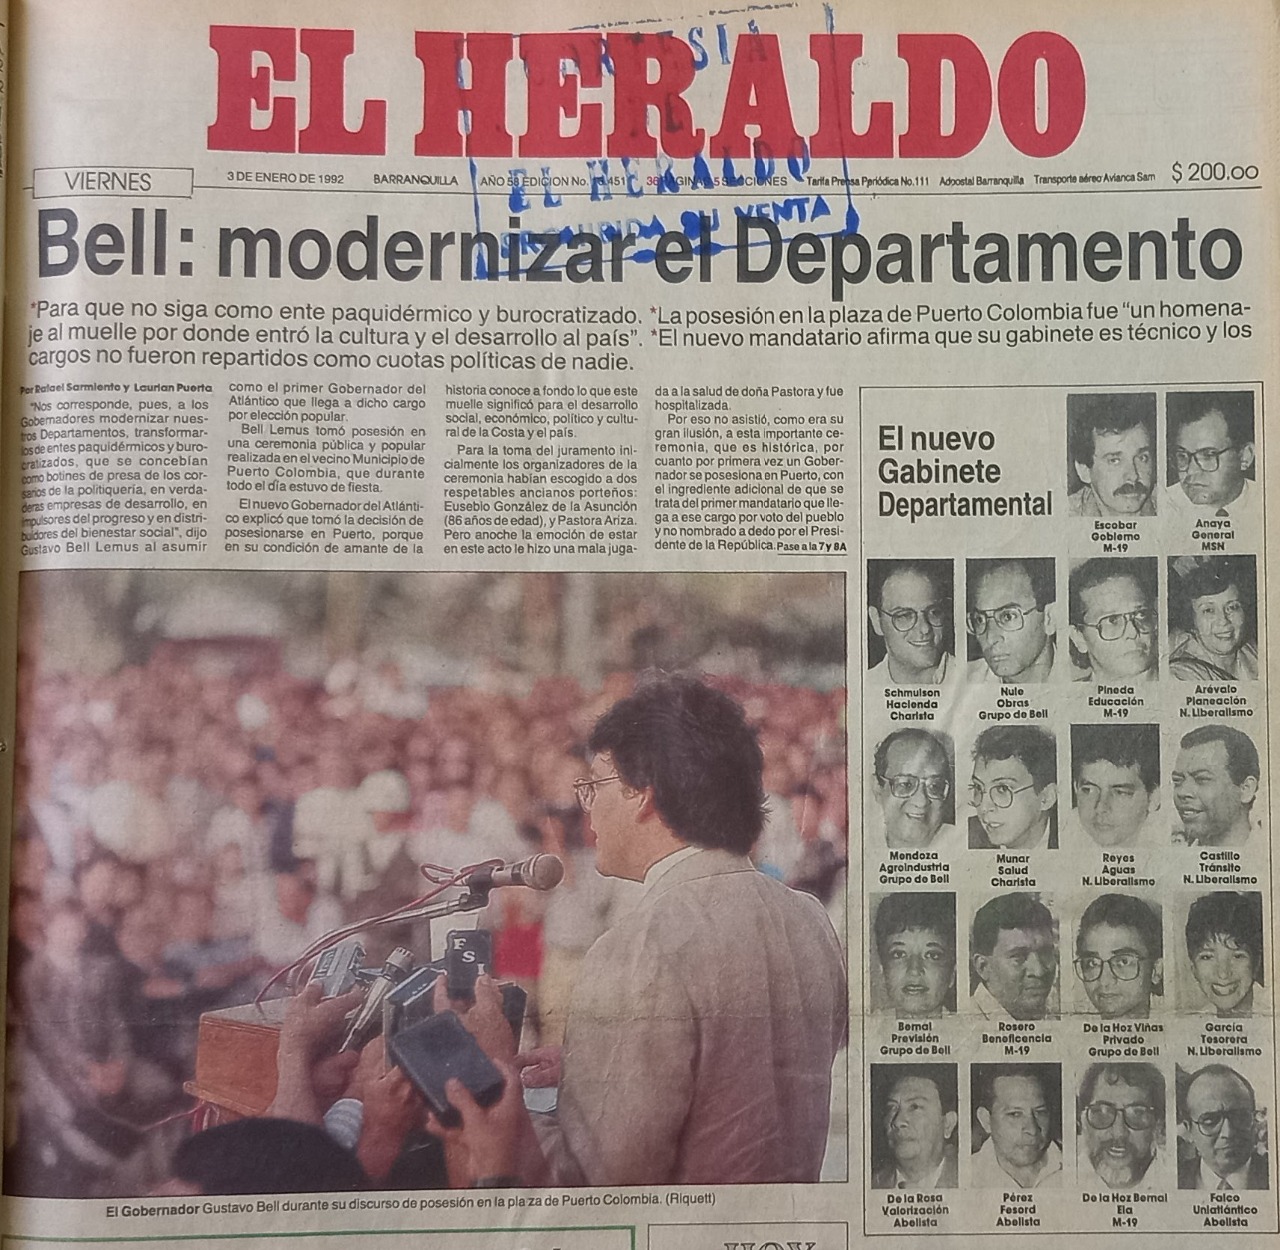 EL HERALDO
CORTESIA
EL HERALDO
PROHIBIDA SU VENTA
VIERNES
3 DE ENERO DE 1992 BARRANQUILLA AÑO 58 EDICION No. 451 36 PAGINAS 5 SECCIONES Tarifa Prensa Periódica No.111 Adpostal Barranquilla Transporte aéreo Avianca Sam $ 200.oo
Bell: modernizar el Departamento
*Para que no siga como ente paquidérmico y burocratizado. *La posesión en la plaza de Puerto Colombia fue “un homena-
je al muelle por donde entró la cultura y el desarrollo al país”. *El nuevo mandatario afirma que su gabinete es técnico y los
cargos no fueron repartidos como cuotas políticas de nadie.
Por Rafael Sarmiento y Laurian Puerta
“Nos corresponde, pues, a los
Gobernadores modernizar nues-
tros Departamentos, transformar-
los de entes paquidérmicos y buro-
cratizados, que se concebían
como botines de presa de los cor-
sarios de la politiquería, en verda-
deras empresas de desarrollo, en
impulsores del progreso y en distri-
buidores del bienestar social”, dijo
Gustavo Bell Lemus al asumir
como el primer Gobernador del
Atlántico que llega a dicho cargo
por elección popular.
Bell Lemus tomó posesión en
una ceremonia pública y popular
realizada en el vecino Municipio de
Puerto Colombia, que durante
todo el día estuvo de fiesta.
El nuevo Gobernador del Atlánti-
co explicó que tomó la decisión de
posesionarse en Puerto, porque
en su condición de amante de la
historia conoce a fondo lo que este
muelle significó para el desarrollo
social, económico, político y cultu-
ral de la Costa y el país.
Para la toma del juramento ini-
cialmente los organizadores de la
ceremonia habían escogido a dos
respetables ancianos porteños:
Eusebio González de la Asunción
(86 años de edad), y Pastora Ariza.
Pero anoche la emoción de estar
en este acto le hizo una mala juga-
da a la salud de doña Pastora y fue
hospitalizada.
Por eso no asistió, como era su
gran ilusión, a esta importante ce-
remonia, que es histórica, por
cuanto por primera vez un Gober-
nador se posesiona en Puerto, con
el ingrediente adicional de que se
trata del primer mandatario que lle-
ga a ese cargo por voto del pueblo
y no nombrado a dedo por el Presi-
dente de la República. Pase a la 7 y 8A
El nuevo
Gabinete
Departamental
Escobar
Gobierno
M-19
Anaya
General
MSN
Schmulson
Hacienda
Charista
Nule
Obras
Grupo de Bell
Pineda
Educación
M-19
Arévalo
Planeación
N. Liberalismo
Mendoza
Agroindustria
Grupo de Bell
Munar
Salud
Charista
Reyes
Aguas
N. Liberalismo
Castillo
Tránsito
N. Liberalismo
Bernal
Previsión
Grupo de Bell
Rosero
Beneficencia
M-19
De la Hoz Viñas
Privado
Grupo de Bell
García
Tesorera
N. Liberalismo
De la Rosa
Valorización
Abelista
Pérez
Fesord
Abelista
De la Hoz Bernal
Ela
M-19
Falco
Uniatlántico
Abelista
F
S
I
El Gobernador Gustavo Bell durante su discurso de posesión en la plaza de Puerto Colombia. (Riquett)
HOY